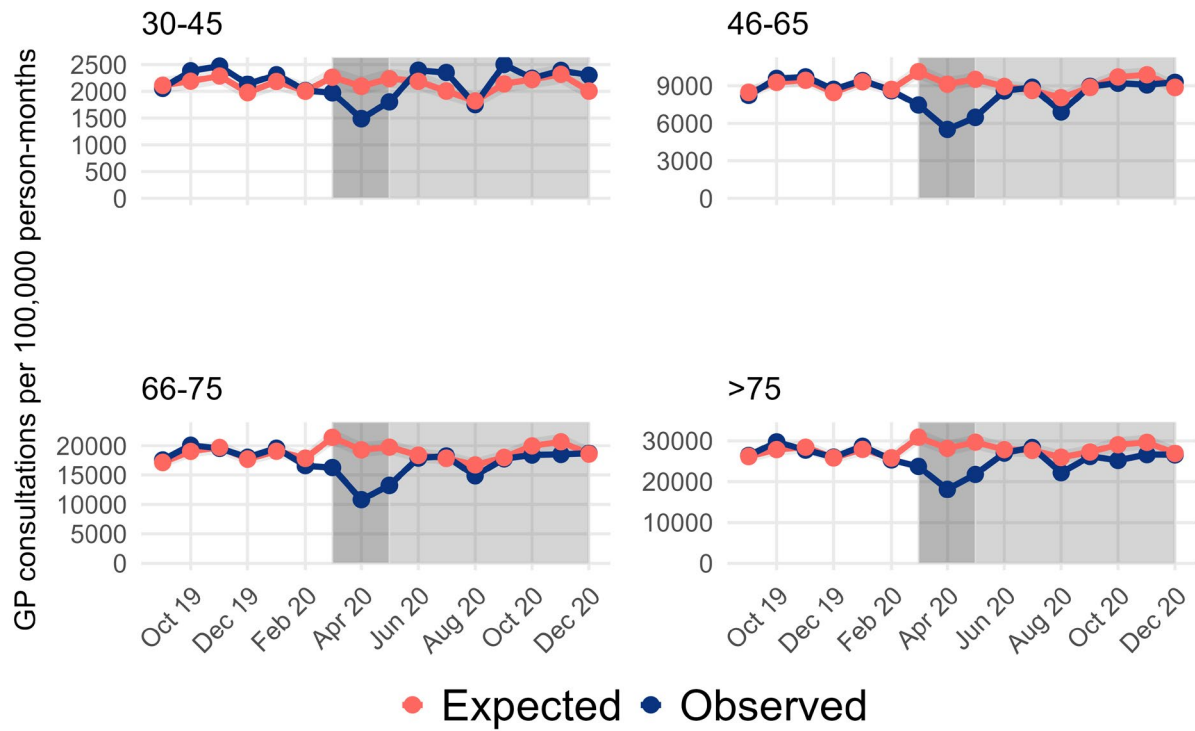 GP consultations per 100,000 person-months
30-45
2500
2000
1500
1000
500
0
46-65
9000
6000
3000
0
66-75
20000
15000
10000
5000
0
Oct 19
Dec 19
Feb 20
Apr 20
Jun 20
Aug 20
Oct 20
Dec 20
>75
30000
20000
10000
0
Oct 19
Dec 19
Feb 20
Apr 20
Jun 20
Aug 20
Oct 20
Dec 20
Expected Observed